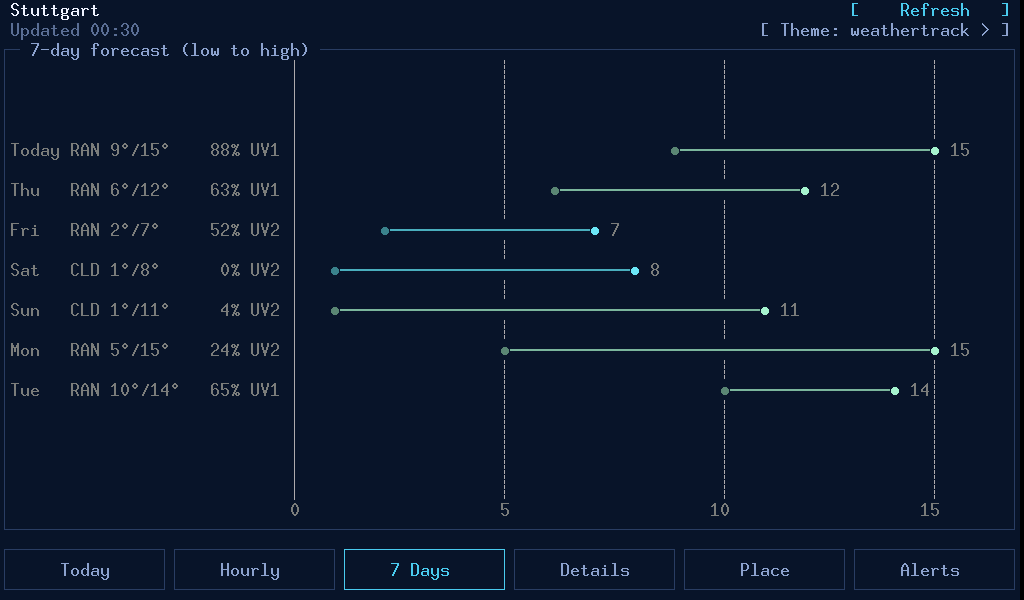 Stuttgart [ Refresh ]
Updated 00:30 [ Theme: weathertrack > ]
7-day forecast (low to high)
Today RAN 9°/15° 88% UV1 15
Thu RAN 6°/12° 63% UV1 12
Fri RAN 2°/7° 52% UV2 7
Sat CLD 1°/8° 0% UV2 8
Sun CLD 1°/11° 4% UV2 11
Mon RAN 5°/15° 24% UV2 15
Tue RAN 10°/14° 65% UV1 14
0 5 10 15
Today Hourly 7 Days Details Place Alerts